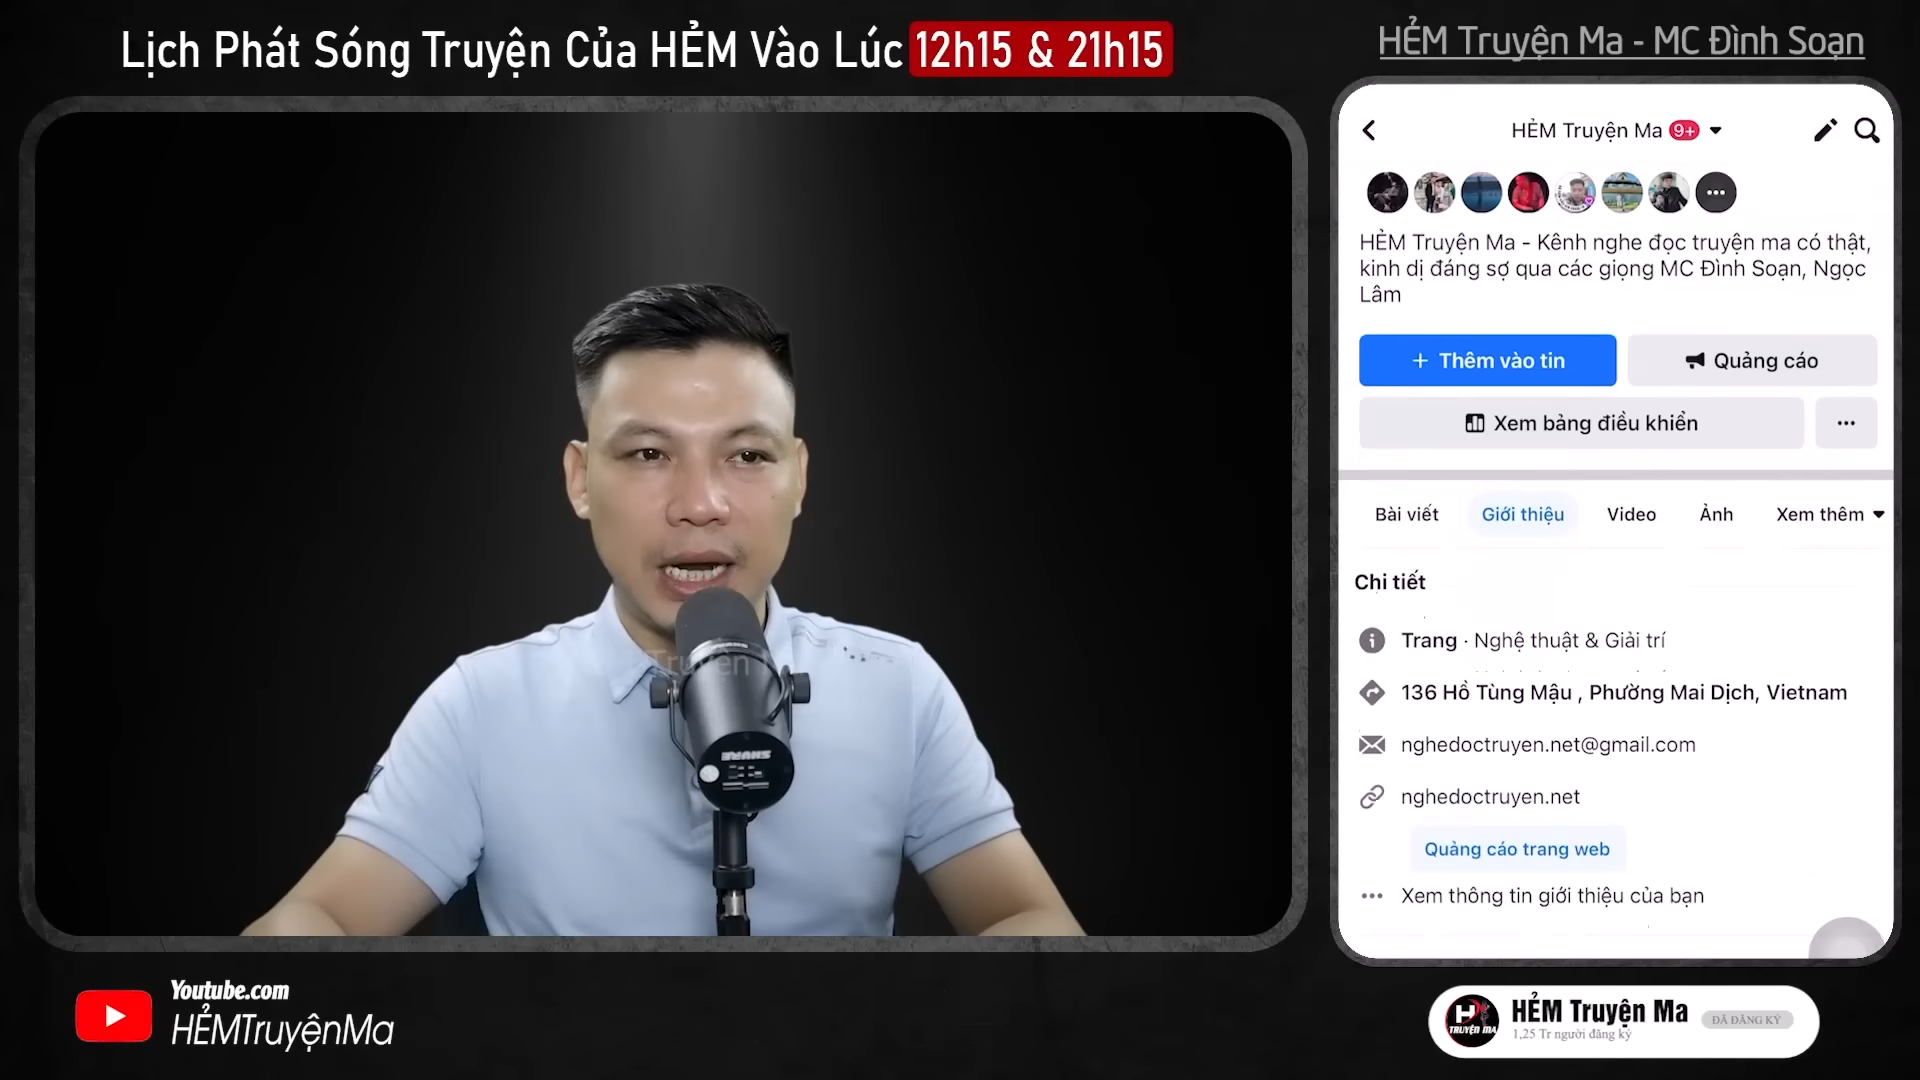 Lịch Phát Sóng Truyện Của HẺM Vào Lúc 12h15 & 21h15
HẺM Truyện Ma - MC Đình Soạn
HẺM Truyện Ma 9+
HẺM Truyện Ma - Kênh nghe đọc truyện ma có thật,
kinh dị đáng sợ qua các giọng MC Đình Soạn, Ngọc
Lâm
+ Thêm vào tin
Quảng cáo
Xem bảng điều khiển
Bài viết
Giới thiệu
Video
Ảnh
Xem thêm
Chi tiết
Trang · Nghệ thuật & Giải trí
136 Hồ Tùng Mậu , Phường Mai Dịch, Vietnam
nghedoctruyen.net@gmail.com
nghedoctruyen.net
Quảng cáo trang web
Xem thông tin giới thiệu của bạn
Truyện
SHURE
Youtube.com
HẺMTruyệnMa
H
TRUYỆN MA
HẺM Truyện Ma
1,25 Tr người đăng ký
ĐÃ ĐĂNG KÝ